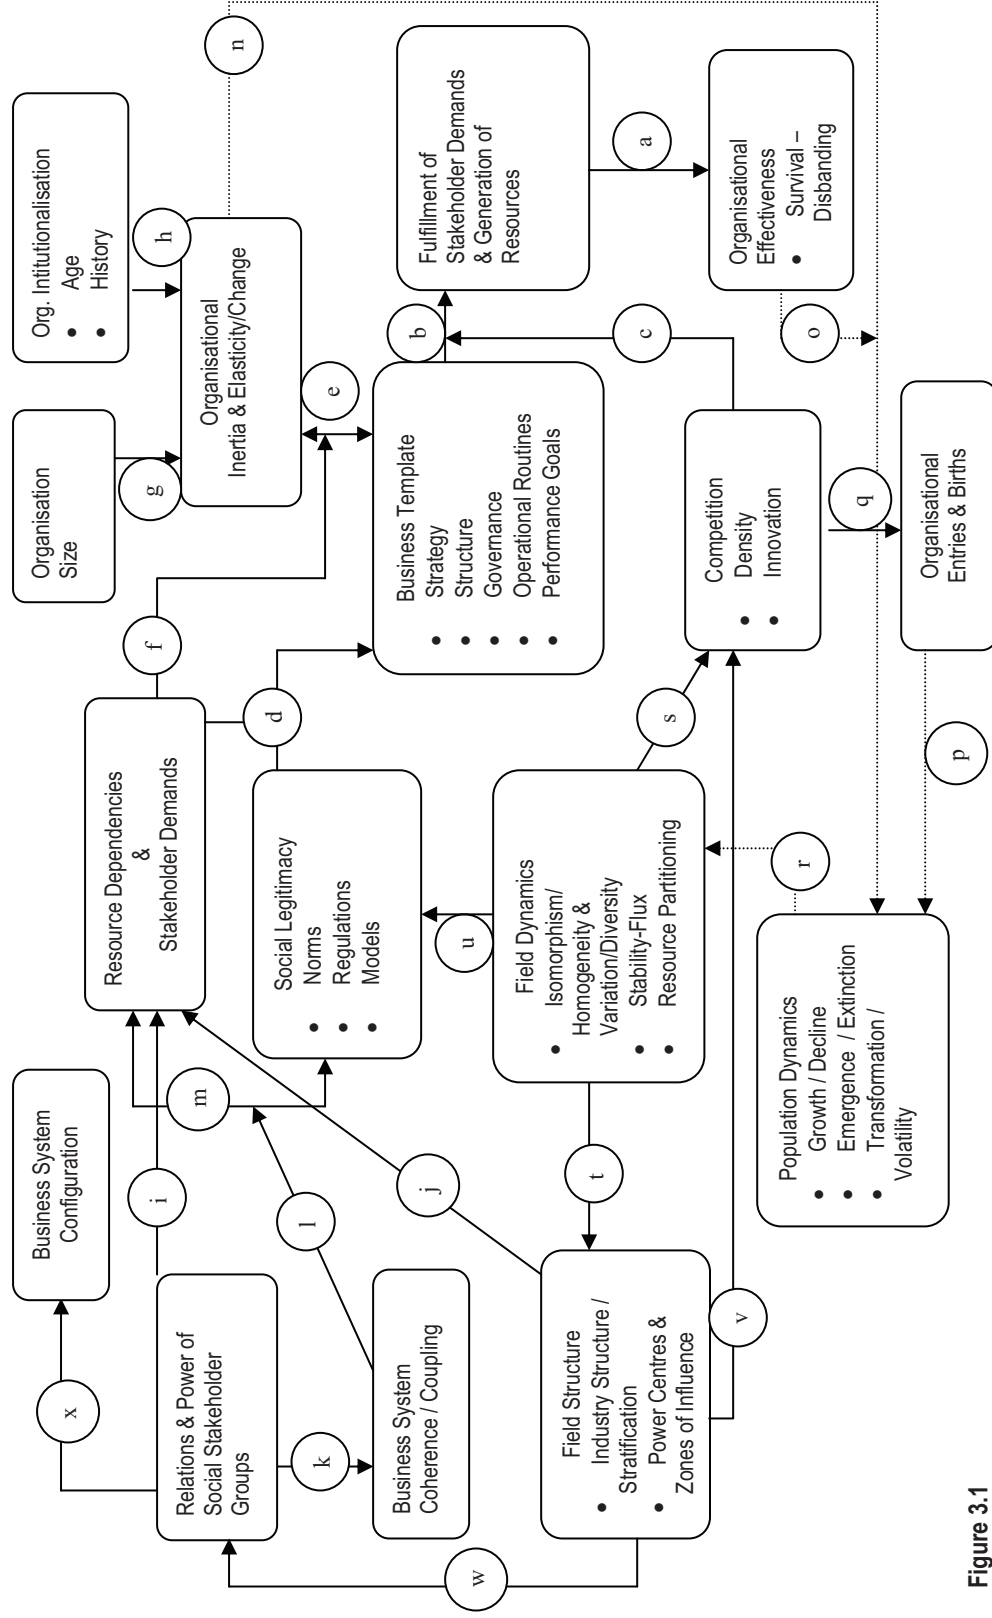 x
Business System
Configuration
Relations & Power of
Social Stakeholder
Groups
i
k
w
Business System
Coherence / Coupling
l
m
j
Resource Dependencies
&
Stakeholder Demands
f
d
Social Legitimacy
• Norms
• Regulations
• Models
u
Organisation
Size
g
Org. Intitutionalisation
• Age
• History
h
Organisational
Inertia & Elasticity/Change
n
e
Business Template
• Strategy
• Structure
• Governance
• Operational Routines
• Performance Goals
b
Fulfillment of
Stakeholder Demands
& Generation of
Resources
a
c
Field Structure
• Industry Structure /
Stratification
• Power Centres &
Zones of Influence
t
v
Field Dynamics
• Isomorphism/
Homogeneity &
Variation/Diversity
• Stability-Flux
• Resource Partitioning
s
r
Competition
• Density
• Innovation
q
Organisational
Effectiveness
• Survival –
Disbanding
o
Population Dynamics
• Growth / Decline
• Emergence / Extinction
• Transformation /
Volatility
p
Organisational
Entries & Births
Figure 3.1